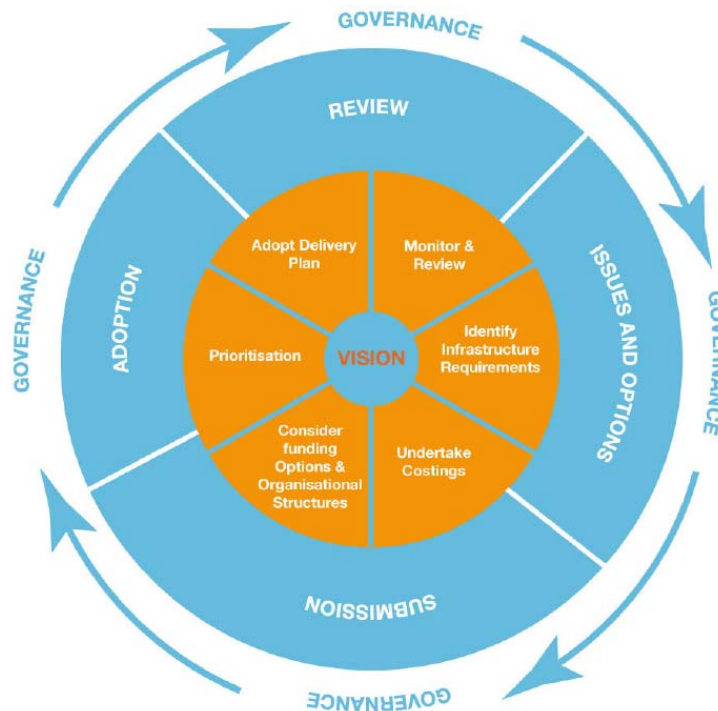 GOVERNANCE
REVIEW
GOVERNANCE
ISSUES AND OPTIONS
GOVERNANCE
SUBMISSION
GOVERNANCE
ADOPTION
Adopt Delivery
Plan
Monitor &
Review
Identify
Infrastructure
Requirements
Undertake
Costings
Consider
funding
Options &
Organisational
Structures
Prioritisation
VISION